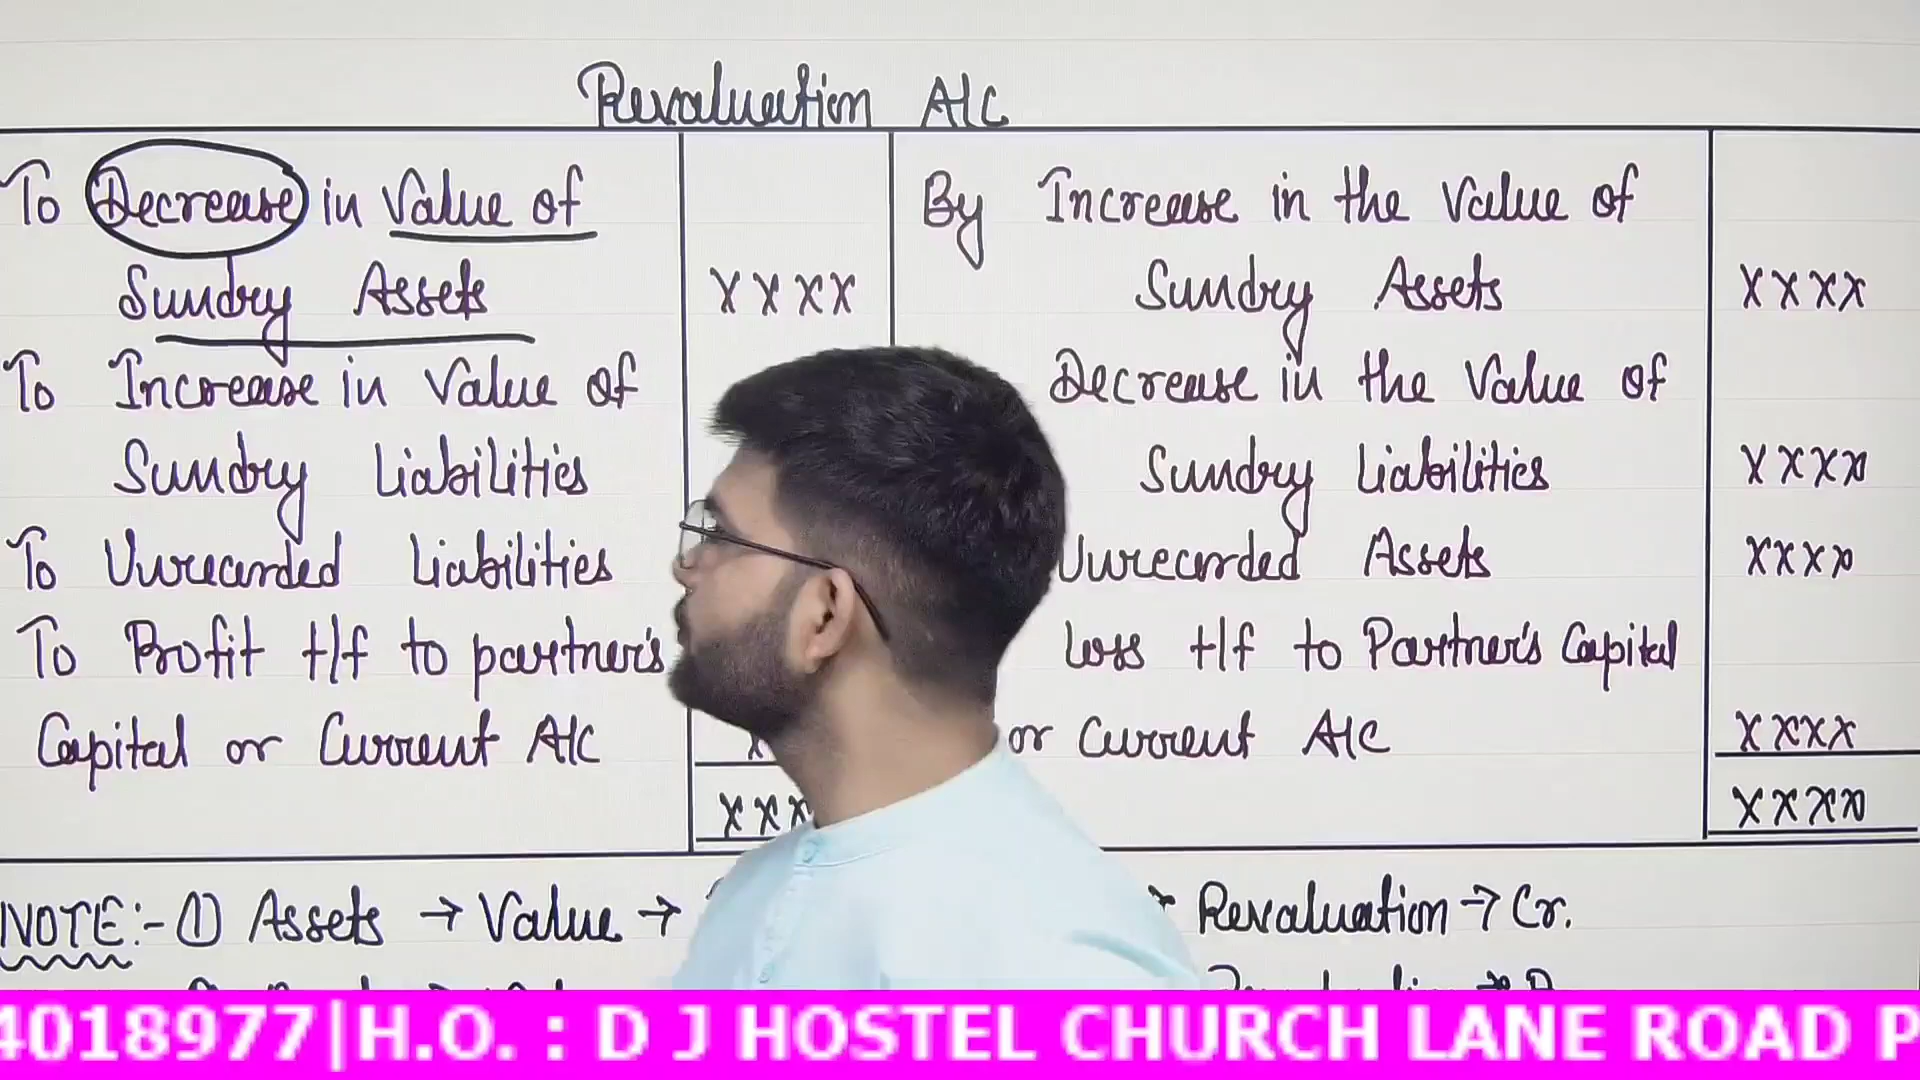 Revaluation A/C
To Decrease in Value of
Sundry Assets XXXX
To Increase in Value of
Sundry Liabilities
To Unrecorded Liabilities
To Profit t/f to partner's
Capital or Current A/C X
XXX
By Increase in the Value of
Sundry Assets XXXX
Decrease in the Value of
Sundry Liabilities XXXX
Unrecorded Assets XXXX
Loss t/f to Partner's Capital
or Current A/C XXXX
XXXX
NOTE:- ① Assets → Value → Revaluation → Cr.
4018977|H.O. : D J HOSTEL CHURCH LANE ROAD P